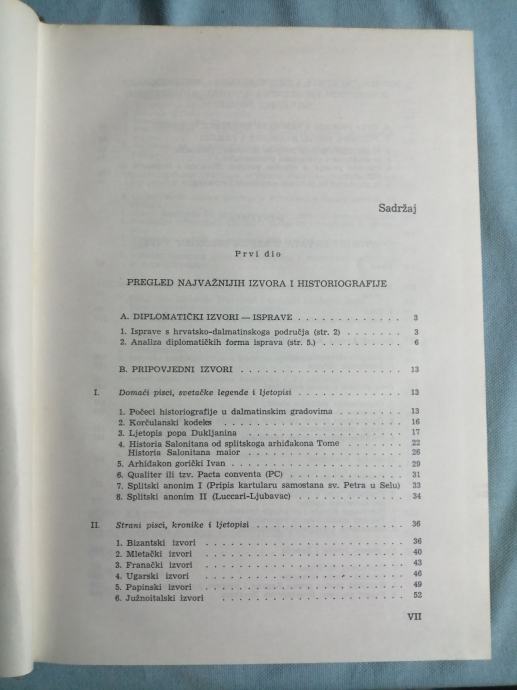 Sadržaj
Prvi dio
PREGLED NAJVAŽNIJIH IZVORA I HISTORIOGRAFIJE
A. DIPLOMATIČKI IZVORI — ISPRAVE . . . . . . . . . . . 3
1. Isprave s hrvatsko-dalmatinskoga područja (str. 2) . . . . . . 3
2. Analiza diplomatičkih forma isprava (str. 5.) . . . . . . . . 6
B. PRIPOVJEDNI IZVORI . . . . . . . . . . . . . . . 13
I. Domaći pisci, svetačke legende i ljetopisi . . . . . . . . . 13
1. Počeci historiografije u dalmatinskim gradovima . . . . . . . 13
2. Korčulanski kodeks . . . . . . . . . . . . . . . . 16
3. Ljetopis popa Dukljanina . . . . . . . . . . . . . . 17
4. Historia Salonitana od splitskoga arhiđakona Tome . . . . . . 22
Historia Salonitana maior . . . . . . . . . . . . . . 26
5. Arhiđakon gorički Ivan . . . . . . . . . . . . . . . 29
6. Qualiter ili tzv. Pacta conventa (PC) . . . . . . . . . . 31
7. Splitski anonim I (Pripis kartularu samostana sv. Petra u Selu) 33
8. Splitski anonim II (Luccari-Ljubavac) . . . . . . . . . . 34
II. Strani pisci, kronike i ljetopisi . . . . . . . . . . . . 36
1. Bizantski izvori . . . . . . . . . . . . . . . . . 36
2. Mletački izvori . . . . . . . . . . . . . . . . . 40
3. Franački izvori . . . . . . . . . . . . . . . . . 43
4. Ugarski izvori . . . . . . . . . . . . . . . . . 46
5. Papinski izvori . . . . . . . . . . . . . . . . . 49
6. Južnoitalski izvori . . . . . . . . . . . . . . . . 52
VII